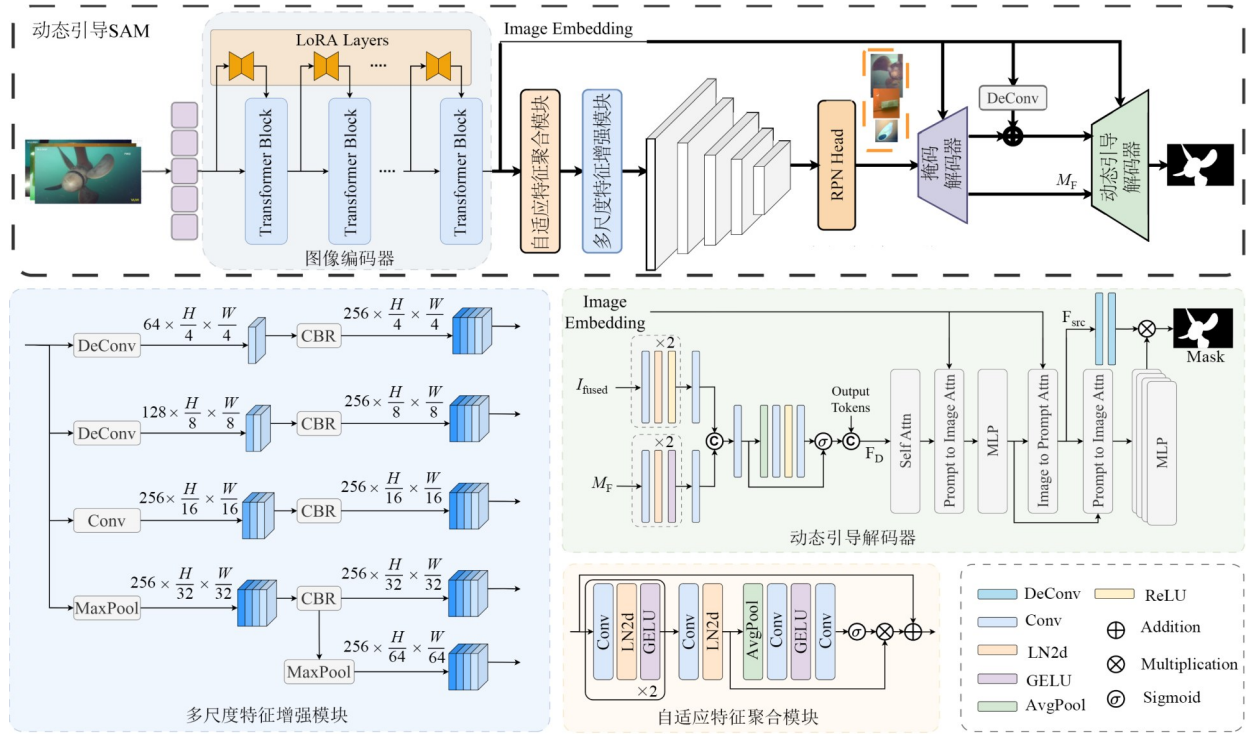 动态引导SAM
LoRA Layers
....
....
Transformer Block
Transformer Block
Transformer Block
图像编码器
Image Embedding
自适应特征聚合模块
多尺度特征增强模块
RPN Head
掩码
解码器
DeConv
M_F
动态引导
解码器
DeConv
64 × H/4 × W/4
CBR
256 × H/4 × W/4
DeConv
128 × H/8 × W/8
CBR
256 × H/8 × W/8
Conv
256 × H/16 × W/16
CBR
256 × H/16 × W/16
MaxPool
256 × H/32 × W/32
CBR
256 × H/32 × W/32
MaxPool
256 × H/64 × W/64
多尺度特征增强模块
Image
Embedding
×2
I_fused
×2
M_F
C
σ
Output
Tokens
C
F_D
Self Attn
Prompt to Image Attn
MLP
Image to Prompt Attn
F_src
Prompt to Image Attn
MLP
Mask
动态引导解码器
Conv
LN2d
GELU
×2
Conv
LN2d
AvgPool
Conv
GELU
Conv
σ
自适应特征聚合模块
DeConv
ReLU
Conv
Addition
LN2d
Multiplication
GELU
σ Sigmoid
AvgPool